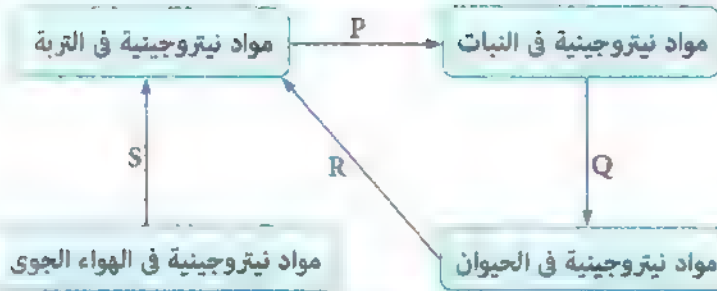 مواد نيتروجينية فى التربة
P
مواد نيتروجينية فى النبات
S
R
Q
مواد نيتروجينية فى الهواء الجوى
مواد نيتروجينية فى الحيوان